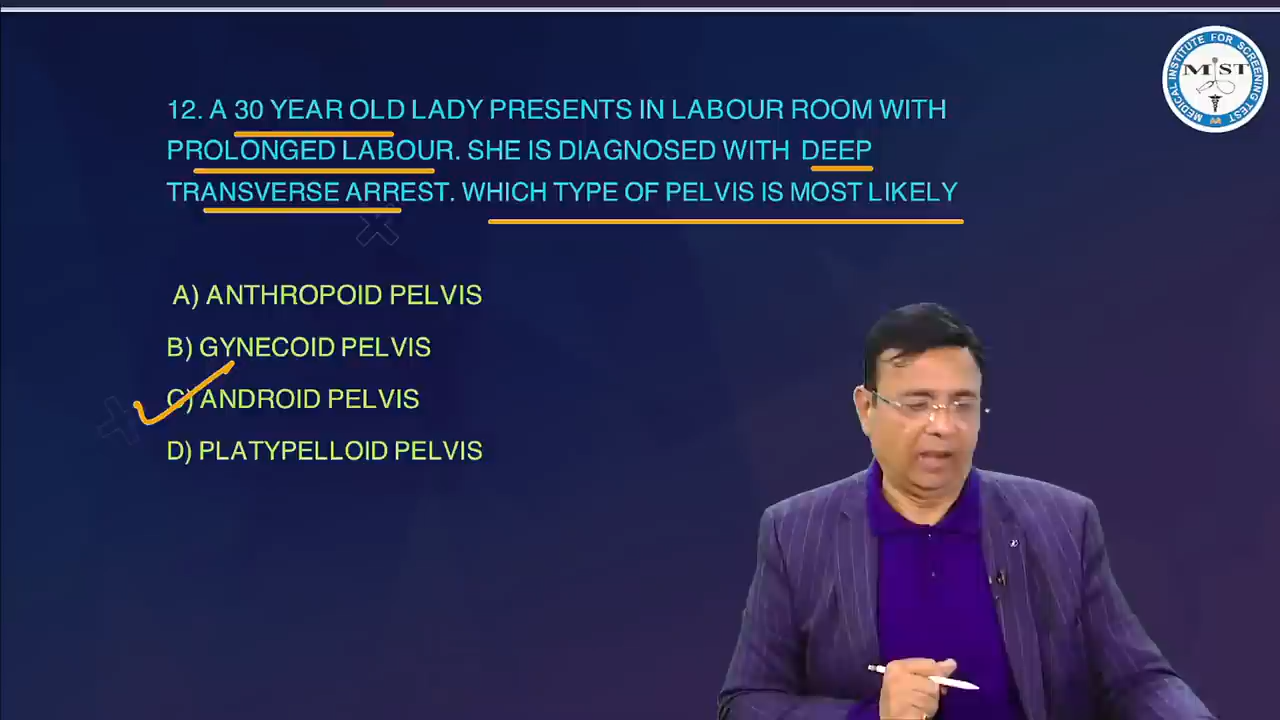 MEDICAL INSTITUTE FOR SCREENING TEST
MIST
12. A 30 YEAR OLD LADY PRESENTS IN LABOUR ROOM WITH
PROLONGED LABOUR. SHE IS DIAGNOSED WITH DEEP
TRANSVERSE ARREST. WHICH TYPE OF PELVIS IS MOST LIKELY
A) ANTHROPOID PELVIS
B) GYNECOID PELVIS
C) ANDROID PELVIS
D) PLATYPELLOID PELVIS